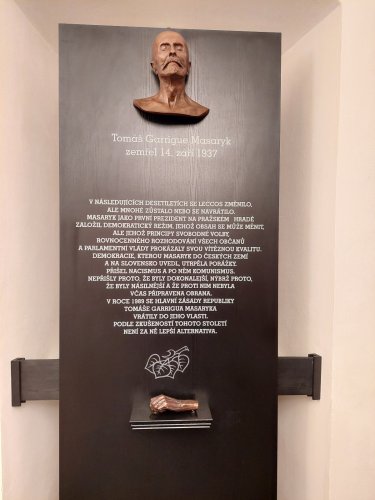 Tomáš Garrigue Masaryk
zemřel 14. září 1937
V NÁSLEDUJÍCÍCH DESETILETÍCH SE LECCOS ZMĚNILO,
ALE MNOHÉ ZŮSTALO NEBO SE NAVRÁTILO.
MASARYK JAKO PRVNÍ PREZIDENT NA PRAŽSKÉM HRADĚ
ZALOŽIL DEMOKRATICKÝ REŽIM, JEHOŽ OBSAH SE MŮŽE MĚNIT,
ALE JEHOŽ PRINCIPY SVOBODNÉ VOLBY,
ROVNOCENNÉHO ROZHODOVÁNÍ VŠECH OBČANŮ
A PARLAMENTNÍ VLÁDY PROKÁZALY SVOU VÍTĚZNOU KVALITU.
DEMOKRACIE, KTEROU MASARYK DO ČESKÝCH ZEMÍ
A NA SLOVENSKO UVEDL, UTRPĚLA PORÁŽKY.
PŘIŠEL NACISMUS A PO NĚM KOMUNISMUS.
NEPŘIŠLY PROTO, ŽE BYLY DOKONALEJŠÍ, NÝBRŽ PROTO,
ŽE BYLY NÁSILNĚJŠÍ A ŽE PROTI NIM NEBYLA
VČAS PŘIPRAVENA OBRANA.
V ROCE 1989 SE HLAVNÍ ZÁSADY REPUBLIKY
TOMÁŠE GARRIGUA MASARYKA
VRÁTILY DO JEHO VLASTI.
PODLE ZKUŠENOSTÍ TOHOTO STOLETÍ
NENÍ ZA NĚ LEPŠÍ ALTERNATIVA.